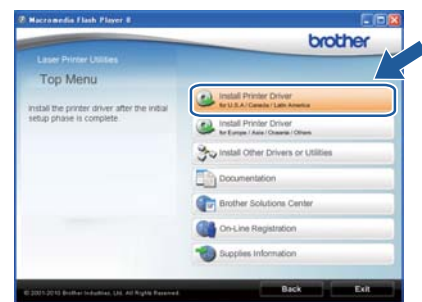 Macromedia Flash Player 8
brother
Laser Printer Utilities
Top Menu
Install the printer driver after the initial
setup phase is complete.
Install Printer Driver
for U.S.A / Canada / Latin America
Install Printer Driver
for Europe / Asia / Oceania / Others
Install Other Drivers or Utilities
Documentation
Brother Solutions Center
On-Line Registration
Supplies Information
© 2001-2010 Brother Industries, Ltd. All Rights Reserved.
Back
Exit